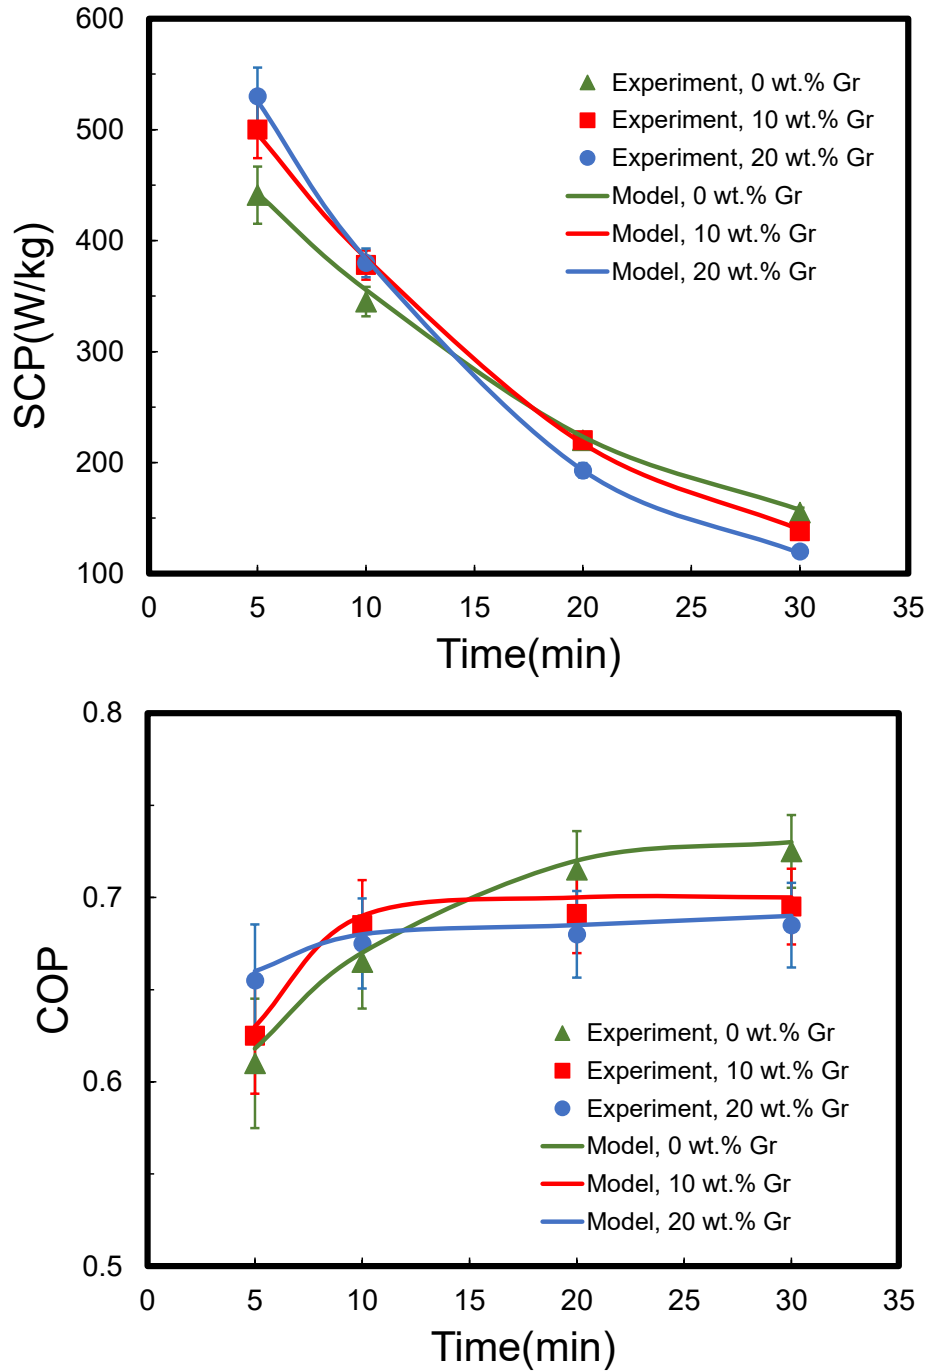 600
500
400
300
200
100
SCP(W/kg)
Experiment, 0 wt.% Gr
Experiment, 10 wt.% Gr
Experiment, 20 wt.% Gr
Model, 0 wt.% Gr
Model, 10 wt.% Gr
Model, 20 wt.% Gr
0 5 10 15 20 25 30 35
Time(min)
0.8
0.7
0.6
0.5
COP
Experiment, 0 wt.% Gr
Experiment, 10 wt.% Gr
Experiment, 20 wt.% Gr
Model, 0 wt.% Gr
Model, 10 wt.% Gr
Model, 20 wt.% Gr
0 5 10 15 20 25 30 35
Time(min)